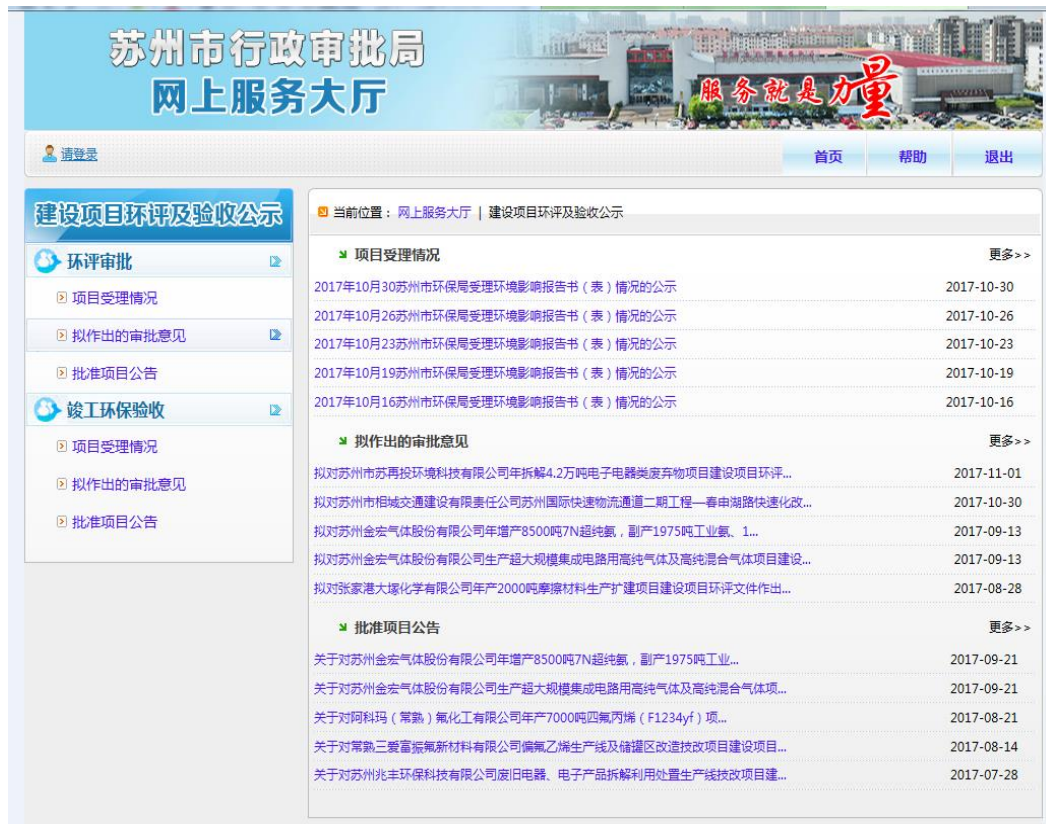 苏州市行政审批局
网上服务大厅
服务就是力量
请登录
首页 帮助 退出
建设项目环评及验收公示
环评审批
项目受理情况
拟作出的审批意见
批准项目公告
竣工环保验收
项目受理情况
拟作出的审批意见
批准项目公告
当前位置：网上服务大厅 | 建设项目环评及验收公示
项目受理情况 更多>>
2017年10月30苏州市环保局受理环境影响报告书（表）情况的公示 2017-10-30
2017年10月26苏州市环保局受理环境影响报告书（表）情况的公示 2017-10-26
2017年10月23苏州市环保局受理环境影响报告书（表）情况的公示 2017-10-23
2017年10月19苏州市环保局受理环境影响报告书（表）情况的公示 2017-10-19
2017年10月16苏州市环保局受理环境影响报告书（表）情况的公示 2017-10-16
拟作出的审批意见 更多>>
拟对苏州市苏再投环境科技有限公司年拆解4.2万吨电子电器类废弃物项目建设项目环评... 2017-11-01
拟对苏州市相城交通建设有限责任公司苏州国际快速物流通道二期工程—春申湖路快速化改... 2017-10-30
拟对苏州金宏气体股份有限公司年增产8500吨7N超纯氨，副产1975吨工业氨、1... 2017-09-13
拟对苏州金宏气体股份有限公司生产超大规模集成电路用高纯气体及高纯混合气体项目建设... 2017-09-13
拟对张家港大塚化学有限公司年产2000吨摩擦材料生产扩建项目建设项目环评文件作出... 2017-08-28
批准项目公告 更多>>
关于对苏州金宏气体股份有限公司年增产8500吨7N超纯氨，副产1975吨工业... 2017-09-21
关于对苏州金宏气体股份有限公司生产超大规模集成电路用高纯气体及高纯混合气体项... 2017-09-21
关于对阿科玛（常熟）氟化工有限公司年产7000吨四氟丙烯（F1234yf）项... 2017-08-21
关于对常熟三爱富振氟新材料有限公司偏氟乙烯生产线及储罐区改造技改项目建设项目... 2017-08-14
关于对苏州兆丰环保科技有限公司废旧电器、电子产品拆解利用处置生产线技改项目建... 2017-07-28